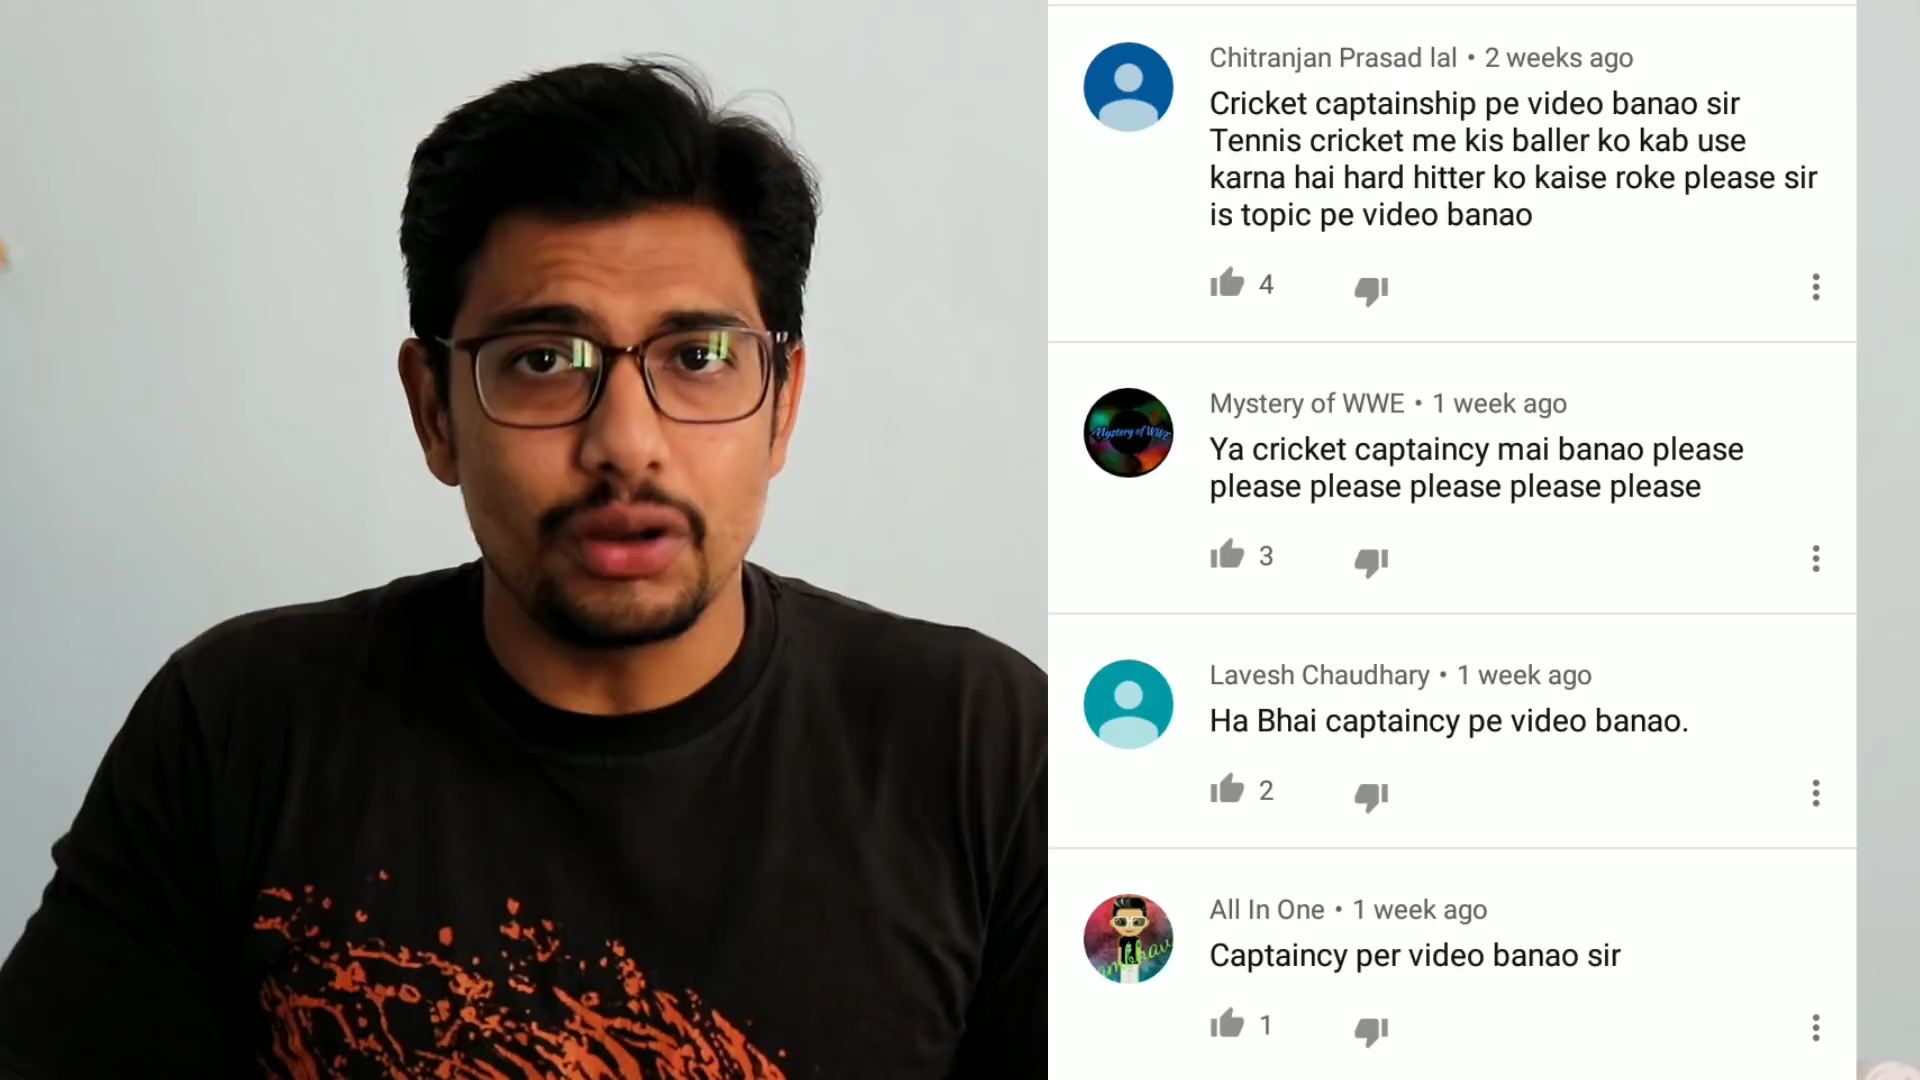 Chitranjan Prasad lal • 2 weeks ago
Cricket captainship pe video banao sir
Tennis cricket me kis baller ko kab use
karna hai hard hitter ko kaise roke please sir
is topic pe video banao
4
Mystery of WWE • 1 week ago
Mystery of WWE
Ya cricket captaincy mai banao please
please please please please please
3
Lavesh Chaudhary • 1 week ago
Ha Bhai captaincy pe video banao.
2
All In One • 1 week ago
Captaincy per video banao sir
1